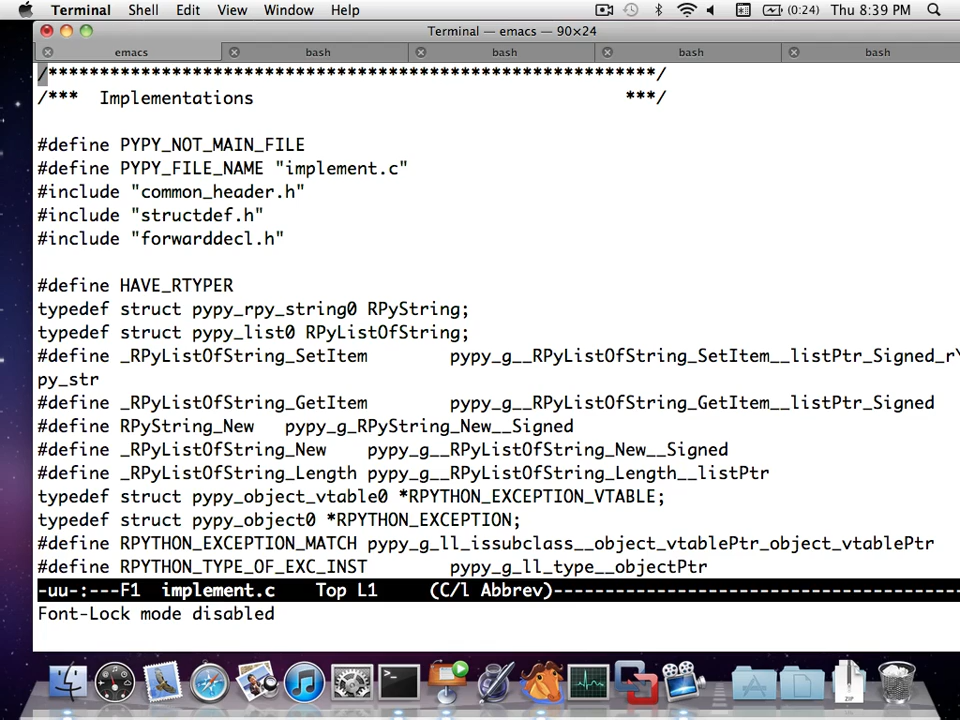 Terminal Shell Edit View Window Help (0:24) Thu 8:39 PM
Terminal — emacs — 90×24
emacs bash bash bash bash
/***********************************************************/
/***  Implementations                                    ***/
#define PYPY_NOT_MAIN_FILE
#define PYPY_FILE_NAME "implement.c"
#include "common_header.h"
#include "structdef.h"
#include "forwarddecl.h"
#define HAVE_RTYPER
typedef struct pypy_rpy_string0 RPyString;
typedef struct pypy_list0 RPyListOfString;
#define _RPyListOfString_SetItem        pypy_g__RPyListOfString_SetItem__listPtr_Signed_rY
py_str
#define _RPyListOfString_GetItem        pypy_g__RPyListOfString_GetItem__listPtr_Signed
#define RPyString_New   pypy_g_RPyString_New__Signed
#define _RPyListOfString_New    pypy_g__RPyListOfString_New__Signed
#define _RPyListOfString_Length pypy_g__RPyListOfString_Length__listPtr
typedef struct pypy_object_vtable0 *RPYTHON_EXCEPTION_VTABLE;
typedef struct pypy_object0 *RPYTHON_EXCEPTION;
#define RPYTHON_EXCEPTION_MATCH pypy_g_ll_issubclass__object_vtablePtr_object_vtablePtr
#define RPYTHON_TYPE_OF_EXC_INST        pypy_g_ll_type__objectPtr
-uu-:---F1  implement.c    Top L1     (C/l Abbrev)----------------------------------------
Font-Lock mode disabled
ZIP